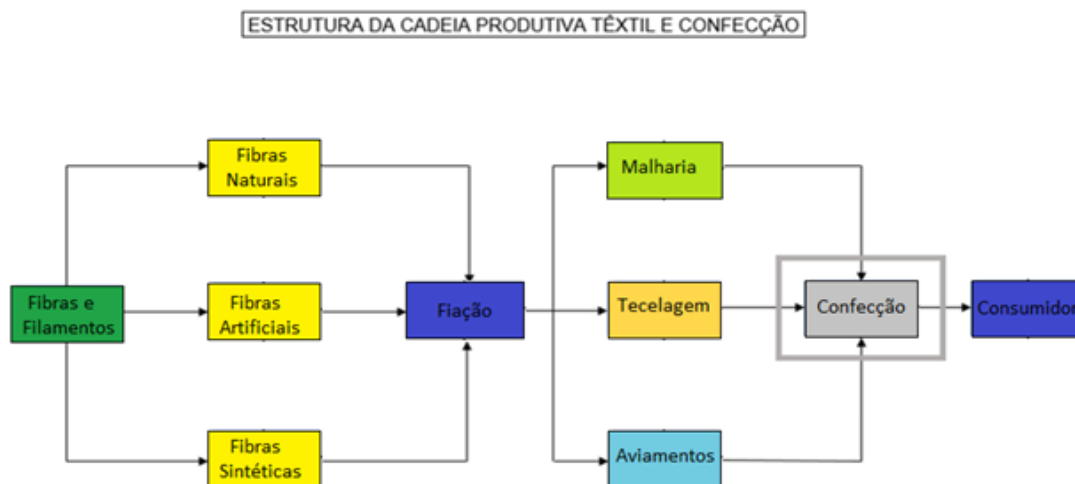 ESTRUTURA DA CADEIA PRODUTIVA TÊXTIL E CONFECÇÃO
Fibras
Naturais
Malharia
Fibras e
Filamentos
Fibras
Artificiais
Fiação
Tecelagem
Confecção
Consumidor
Fibras
Sintéticas
Aviamentos